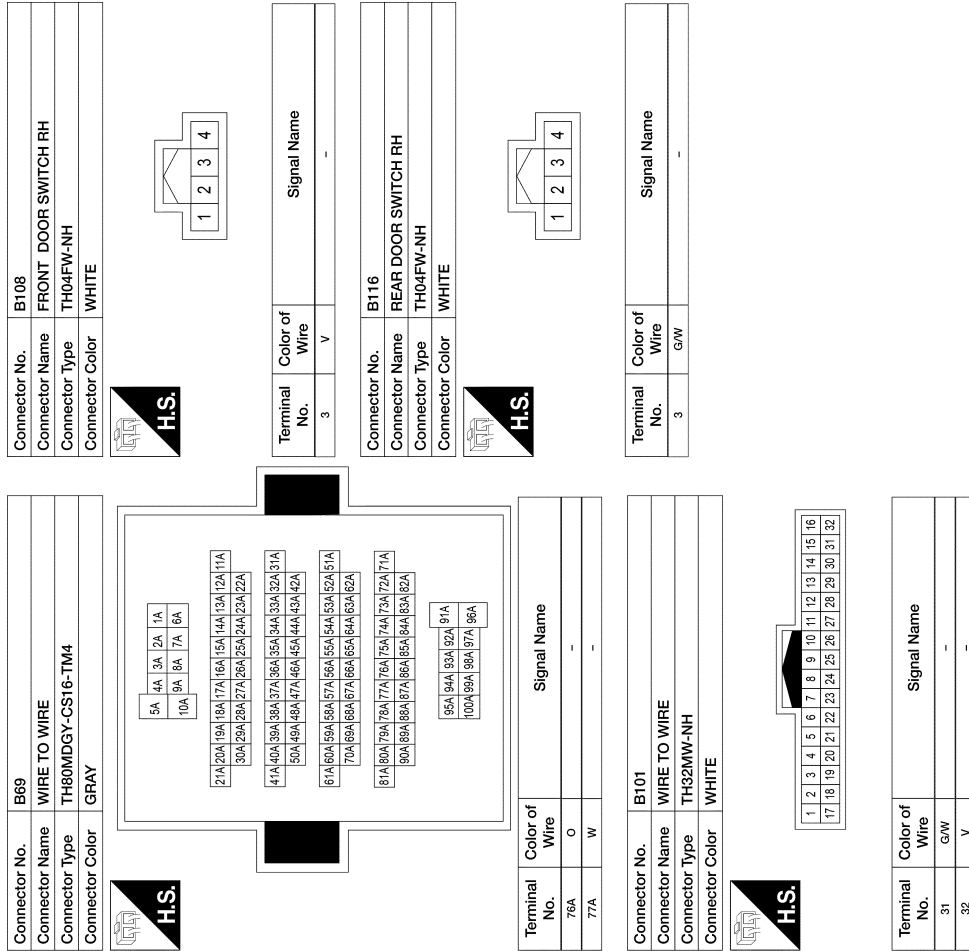 Connector No. B69
Connector Name WIRE TO WIRE
Connector Type TH80MDGY-CS16-TM4
Connector Color GRAY
H.S.
5A 4A 3A 2A 1A
10A 9A 8A 7A 6A
21A 20A 19A 18A 17A 16A 15A 14A 13A 12A 11A
30A 29A 28A 27A 26A 25A 24A 23A 22A
41A 40A 39A 38A 37A 36A 35A 34A 33A 32A 31A
50A 49A 48A 47A 46A 45A 44A 43A 42A
61A 60A 59A 58A 57A 56A 55A 54A 53A 52A 51A
70A 69A 68A 67A 66A 65A 64A 63A 62A
81A 80A 79A 78A 77A 76A 75A 74A 73A 72A 71A
90A 89A 88A 87A 86A 85A 84A 83A 82A
95A 94A 93A 92A 91A
100A 99A 98A 97A 96A
Terminal No. Color of Wire Signal Name
76A O -
77A W -
Connector No. B101
Connector Name WIRE TO WIRE
Connector Type TH32MW-NH
Connector Color WHITE
H.S.
1 2 3 4 5 6 7 8 9 10 11 12 13 14 15 16
17 18 19 20 21 22 23 24 25 26 27 28 29 30 31 32
Terminal No. Color of Wire Signal Name
31 G/W -
32 V -
Connector No. B108
Connector Name FRONT DOOR SWITCH RH
Connector Type TH04FW-NH
Connector Color WHITE
H.S.
1 2 3 4
Terminal No. Color of Wire Signal Name
3 V -
Connector No. B116
Connector Name REAR DOOR SWITCH RH
Connector Type TH04FW-NH
Connector Color WHITE
H.S.
1 2 3 4
Terminal No. Color of Wire Signal Name
3 G/W -